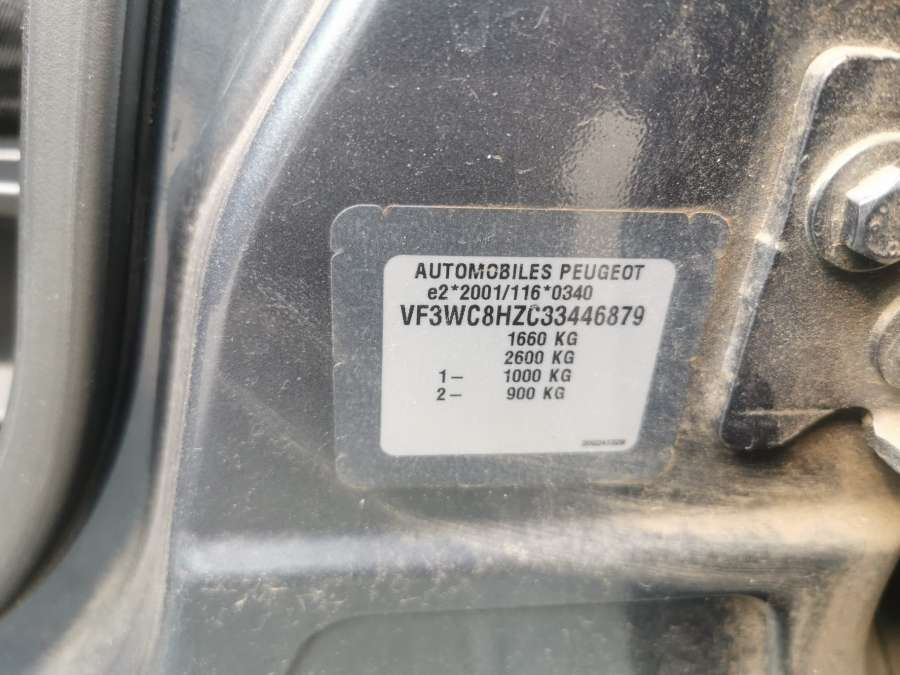 AUTOMOBILES PEUGEOT
e2*2001/116*0340
VF3WC8HZC33446879
1660 KG
2600 KG
1- 1000 KG
2- 900 KG